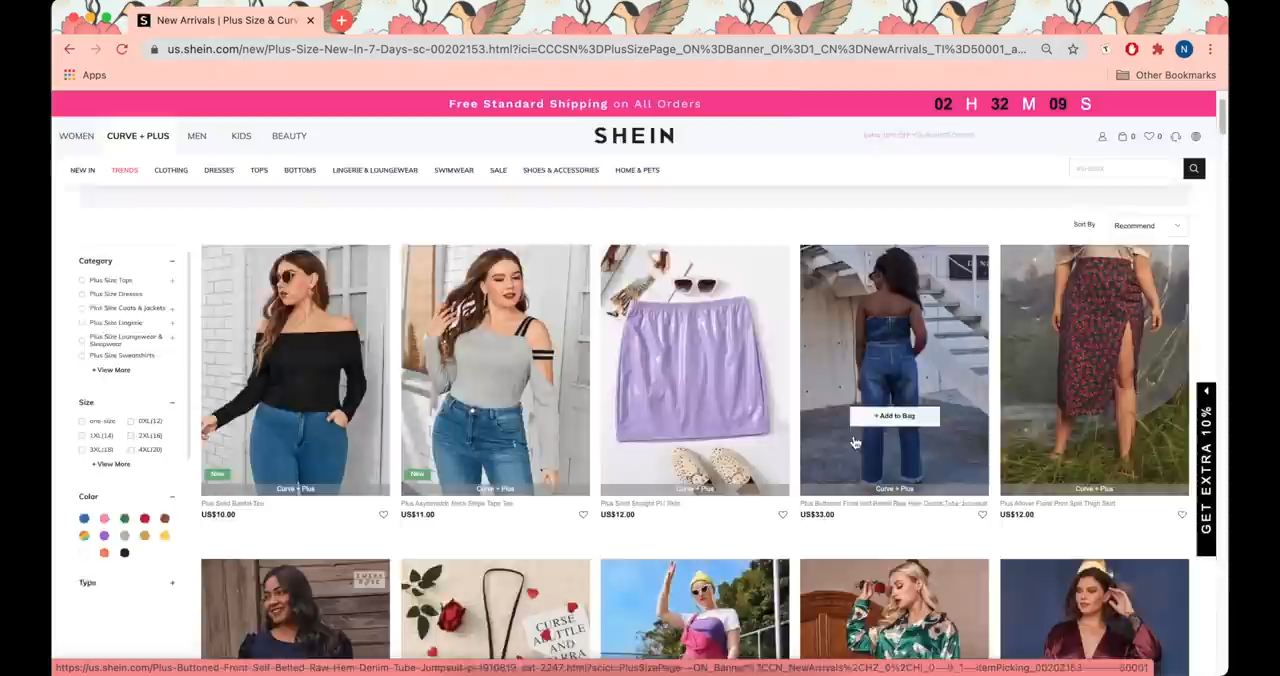 New Arrivals | Plus Size & Curv
us.shein.com/new/Plus-Size-New-In-7-Days-sc-00202153.html?ici=CCCSN%3DPlusSizePage_ON%3DBanner_OI%3D1_CN%3DNewArrivals_TI%3D50001_a...
N
Apps
Other Bookmarks
Free Standard Shipping on All Orders
02 H 32 M 09 S
WOMEN CURVE + PLUS MEN KIDS BEAUTY
SHEIN
0 0
NEW IN TRENDS CLOTHING DRESSES TOPS BOTTOMS LINGERIE & LOUNGEWEAR SWIMWEAR SALE SHOES & ACCESSORIES HOME & PETS
Sort By Recommend
Category
Plus Size Tops
Plus Size Dresses
Plus Size Coats & Jackets
Plus Size Lingerie
Plus Size Loungewear &
Sleepwear
Plus Size Sweatshirts
+ View More
Size
one-size 0XL(12)
1XL(14) 2XL(16)
3XL(18) 4XL(20)
+ View More
Color
Type
+ Add to Bag
New New
Curve + Plus Curve + Plus Curve + Plus Curve + Plus Curve + Plus
US$10.00 US$11.00 US$12.00 US$33.00 US$12.00
GET EXTRA 10%
EMERY
ROSE
CURSE
A LITTLE
AND